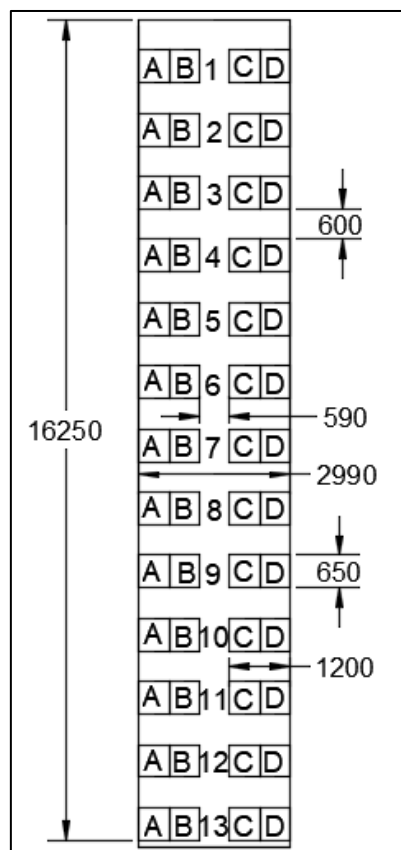 A B 1 C D
A B 2 C D
A B 3 C D
600
A B 4 C D
A B 5 C D
A B 6 C D
590
16250
A B 7 C D
2990
A B 8 C D
A B 9 C D
650
A B 10 C D
1200
A B 11 C D
A B 12 C D
A B 13 C D